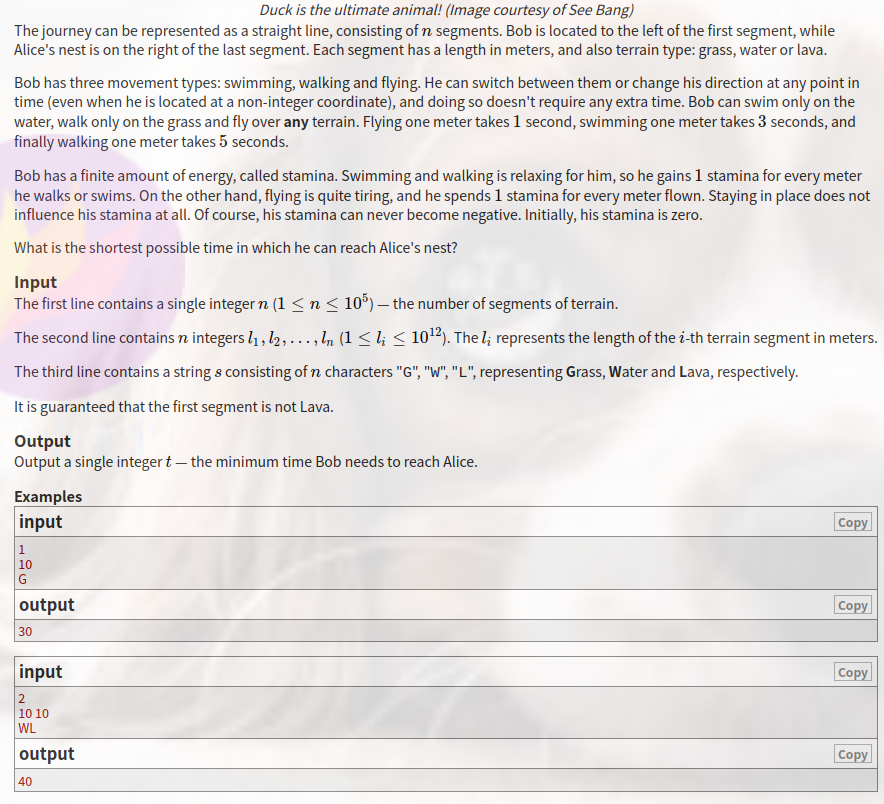 Duck is the ultimate animal! (Image courtesy of See Bang)
The journey can be represented as a straight line, consisting of n segments. Bob is located to the left of the first segment, while
Alice's nest is on the right of the last segment. Each segment has a length in meters, and also terrain type: grass, water or lava.
Bob has three movement types: swimming, walking and flying. He can switch between them or change his direction at any point in
time (even when he is located at a non-integer coordinate), and doing so doesn't require any extra time. Bob can swim only on the
water, walk only on the grass and fly over any terrain. Flying one meter takes 1 second, swimming one meter takes 3 seconds, and
finally walking one meter takes 5 seconds.
Bob has a finite amount of energy, called stamina. Swimming and walking is relaxing for him, so he gains 1 stamina for every meter
he walks or swims. On the other hand, flying is quite tiring, and he spends 1 stamina for every meter flown. Staying in place does not
influence his stamina at all. Of course, his stamina can never become negative. Initially, his stamina is zero.
What is the shortest possible time in which he can reach Alice's nest?
Input
The first line contains a single integer n (1 ≤ n ≤ 10^5) — the number of segments of terrain.
The second line contains n integers l_1, l_2, . . . , l_n (1 ≤ l_i ≤ 10^12). The l_i represents the length of the i-th terrain segment in meters.
The third line contains a string s consisting of n characters "G", "W", "L", representing Grass, Water and Lava, respectively.
It is guaranteed that the first segment is not Lava.
Output
Output a single integer t — the minimum time Bob needs to reach Alice.
Examples
input Copy
1
10
G
output Copy
30
input Copy
2
10 10
WL
output Copy
40